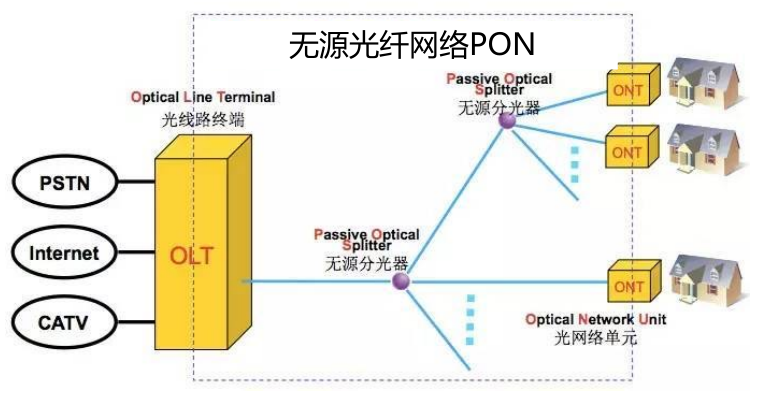 无源光纤网络PON
Passive Optical
Splitter
无源分光器
ONT
Optical Line Terminal
光线路终端
ONT
PSTN
Passive Optical
Splitter
无源分光器
Internet
OLT
ONT
CATV
Optical Network Unit
光网络单元